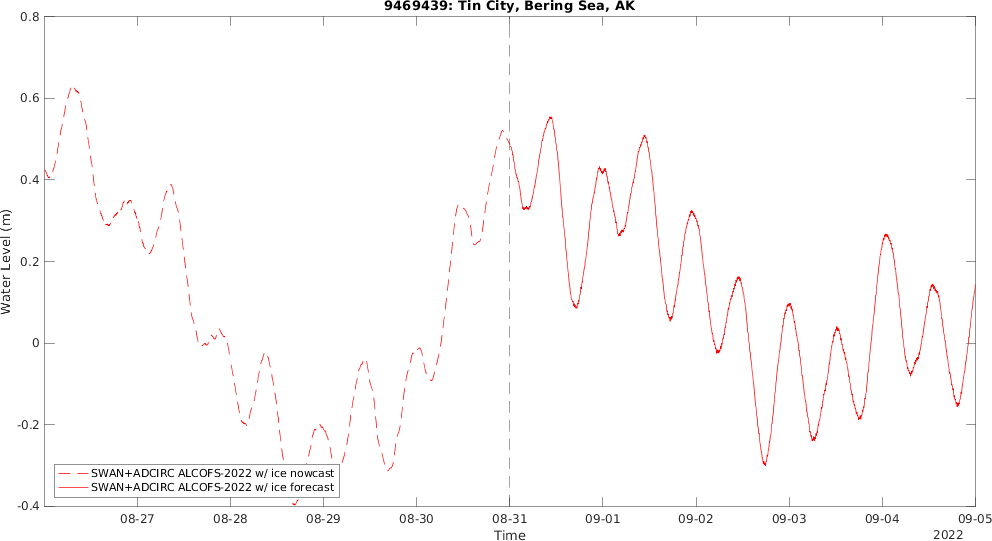 9469439: Tin City, Bering Sea, AK
0.8
0.6
0.4
0.2
0
-0.2
-0.4
Water Level (m)
SWAN+ADCIRC ALCOFS-2022 w/ ice nowcast
SWAN+ADCIRC ALCOFS-2022 w/ ice forecast
08-27 08-28 08-29 08-30 08-31 09-01 09-02 09-03 09-04 09-05
Time
2022